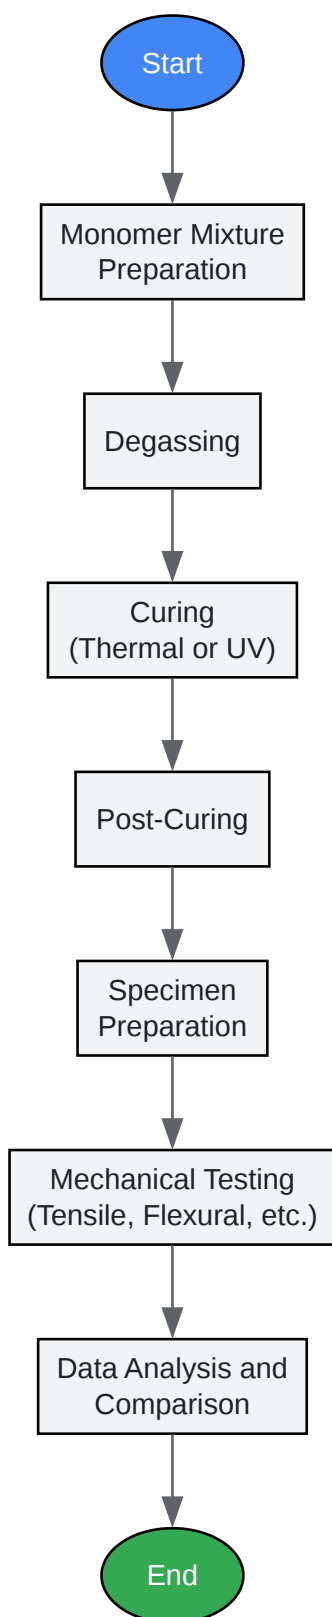 Start
Monomer Mixture
Preparation
Degassing
Curing
(Thermal or UV)
Post-Curing
Specimen
Preparation
Mechanical Testing
(Tensile, Flexural, etc.)
Data Analysis and
Comparison
End